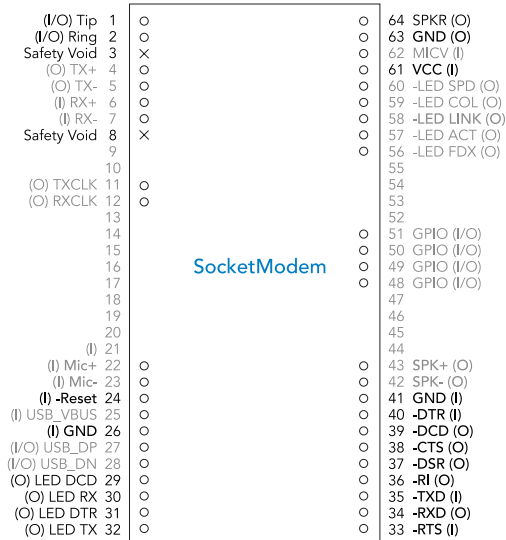 (I/O) Tip 1 64 SPKR (O)
(I/O) Ring 2 63 GND (O)
Safety Void 3 62 MICV (I)
(O) TX+ 4 61 VCC (I)
(O) TX- 5 60 -LED SPD (O)
(I) RX+ 6 59 -LED COL (O)
(I) RX- 7 58 -LED LINK (O)
Safety Void 8 57 -LED ACT (O)
9 56 -LED FDX (O)
10 55
(O) TXCLK 11 54
(O) RXCLK 12 53
13 52
14 51 GPIO (I/O)
15 50 GPIO (I/O)
16 SocketModem 49 GPIO (I/O)
17 48 GPIO (I/O)
18 47
19 46
20 45
(I) 21 44
(I) Mic+ 22 43 SPK+ (O)
(I) Mic- 23 42 SPK- (O)
(I) -Reset 24 41 GND (I)
(I) USB_VBUS 25 40 -DTR (I)
(I) GND 26 39 -DCD (O)
(I/O) USB_DP 27 38 -CTS (O)
(I/O) USB_DN 28 37 -DSR (O)
(O) LED DCD 29 36 -RI (O)
(O) LED RX 30 35 -TXD (I)
(O) LED DTR 31 34 -RXD (O)
(O) LED TX 32 33 -RTS (I)